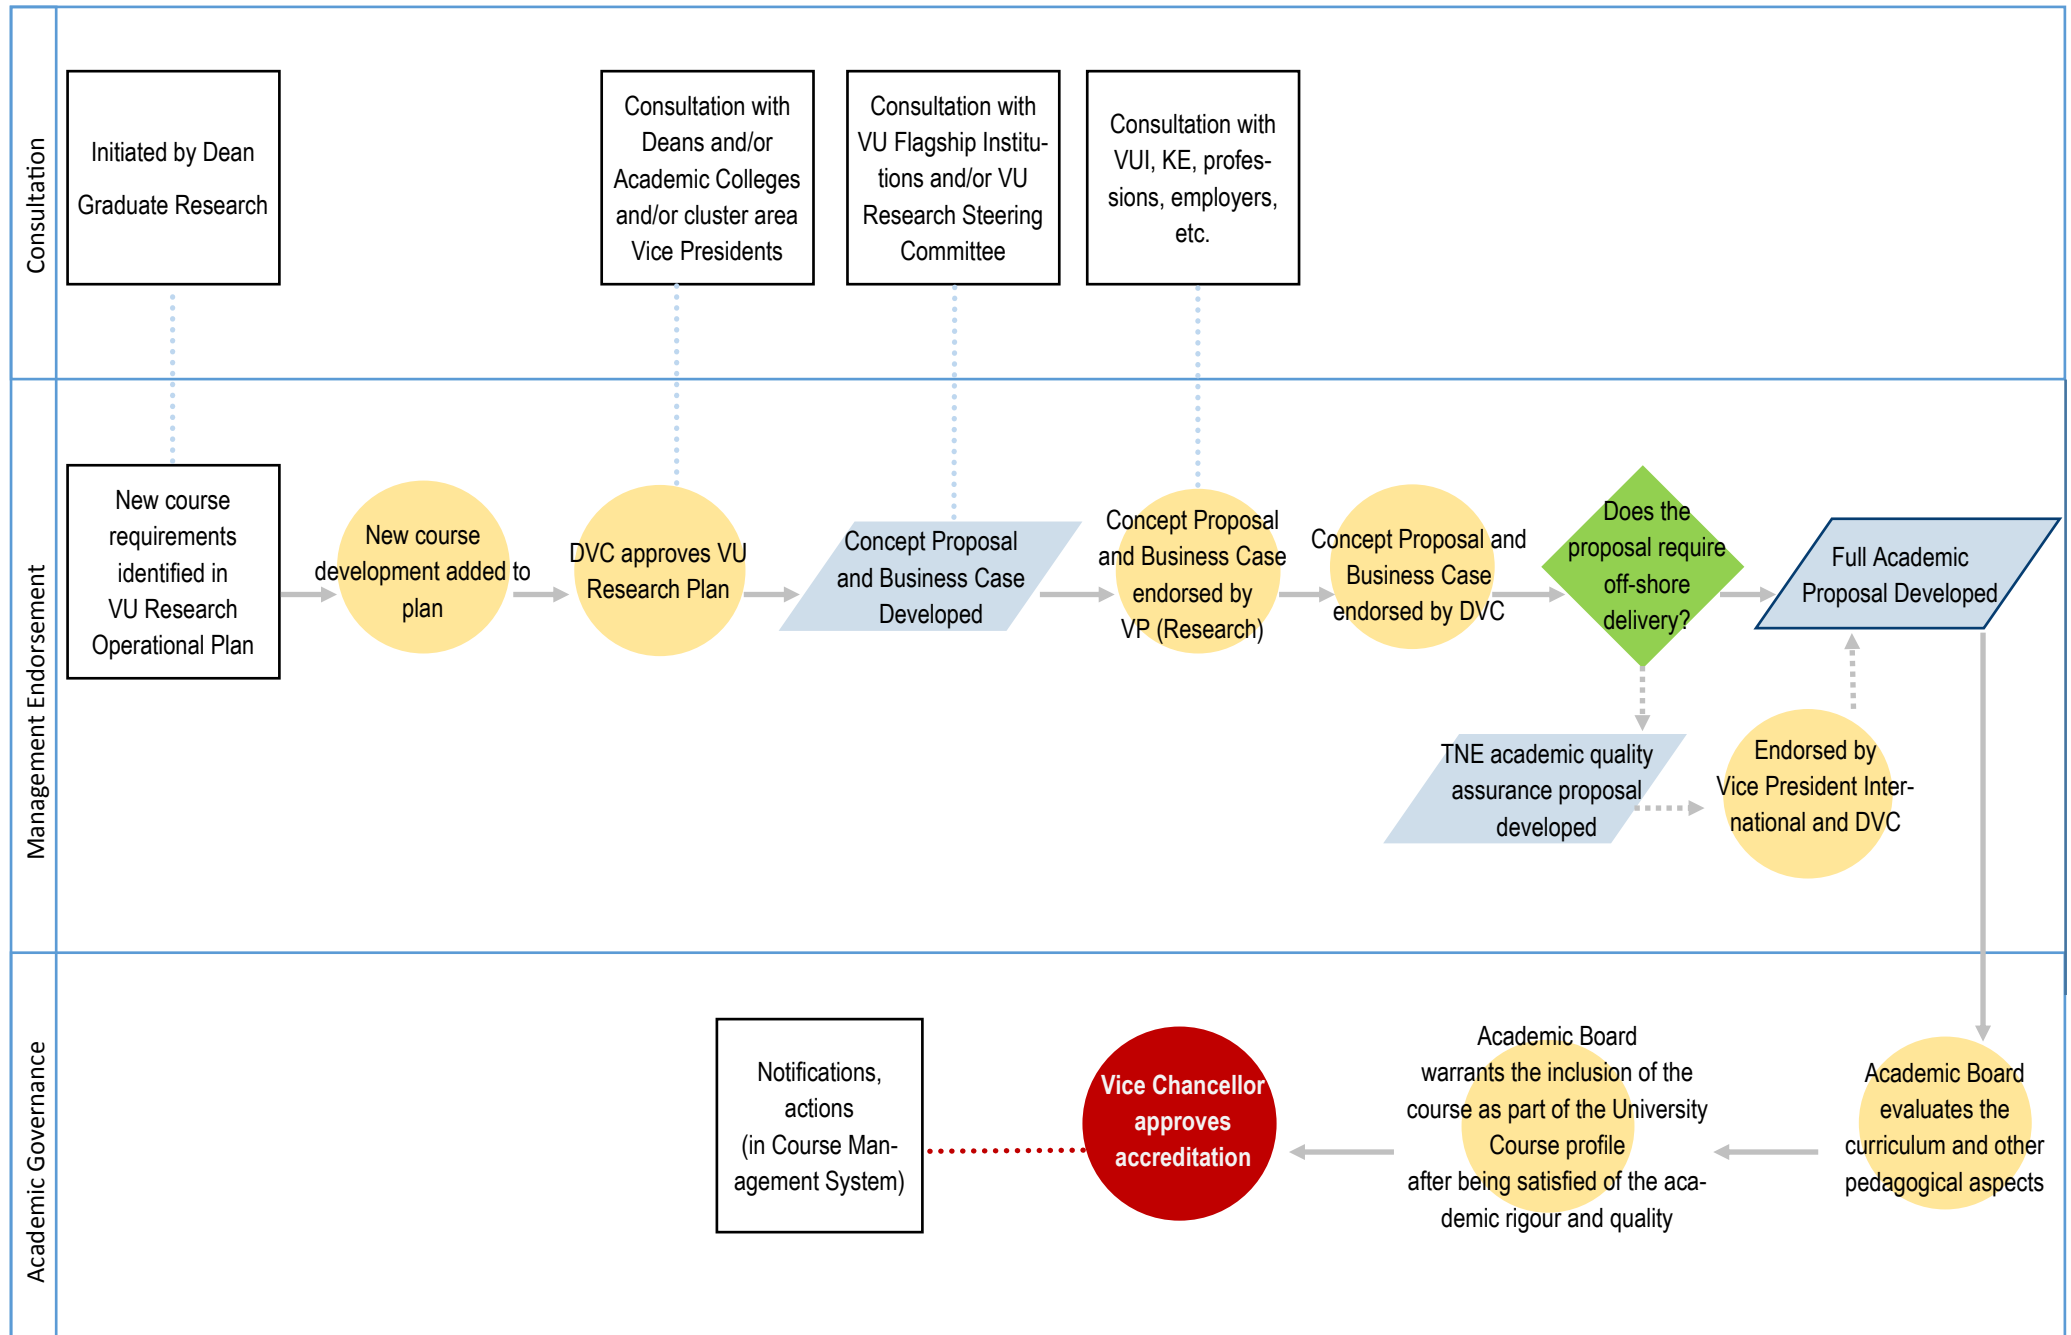 Consultation
Initiated by Dean
Graduate Research
Consultation with
Deans and/or
Academic Colleges
and/or cluster area
Vice Presidents
Consultation with
VU Flagship Institu-
tions and/or VU
Research Steering
Committee
Consultation with
VUI, KE, profes-
sions, employers,
etc.
Management Endorsement
New course
requirements
identified in
VU Research
Operational Plan
New course
development added to
plan
DVC approves VU
Research Plan
Concept Proposal
and Business Case
Developed
Concept Proposal
and Business Case
endorsed by
VP (Research)
Concept Proposal and
Business Case
endorsed by DVC
Does the
proposal require
off-shore
delivery?
Full Academic
Proposal Developed
TNE academic quality
assurance proposal
developed
Endorsed by
Vice President Inter-
national and DVC
Academic Governance
Notifications,
actions
(in Course Man-
agement System)
Vice Chancellor
approves
accreditation
Academic Board
warrants the inclusion of the
course as part of the University
Course profile
after being satisfied of the aca-
demic rigour and quality
Academic Board
evaluates the
curriculum and other
pedagogical aspects